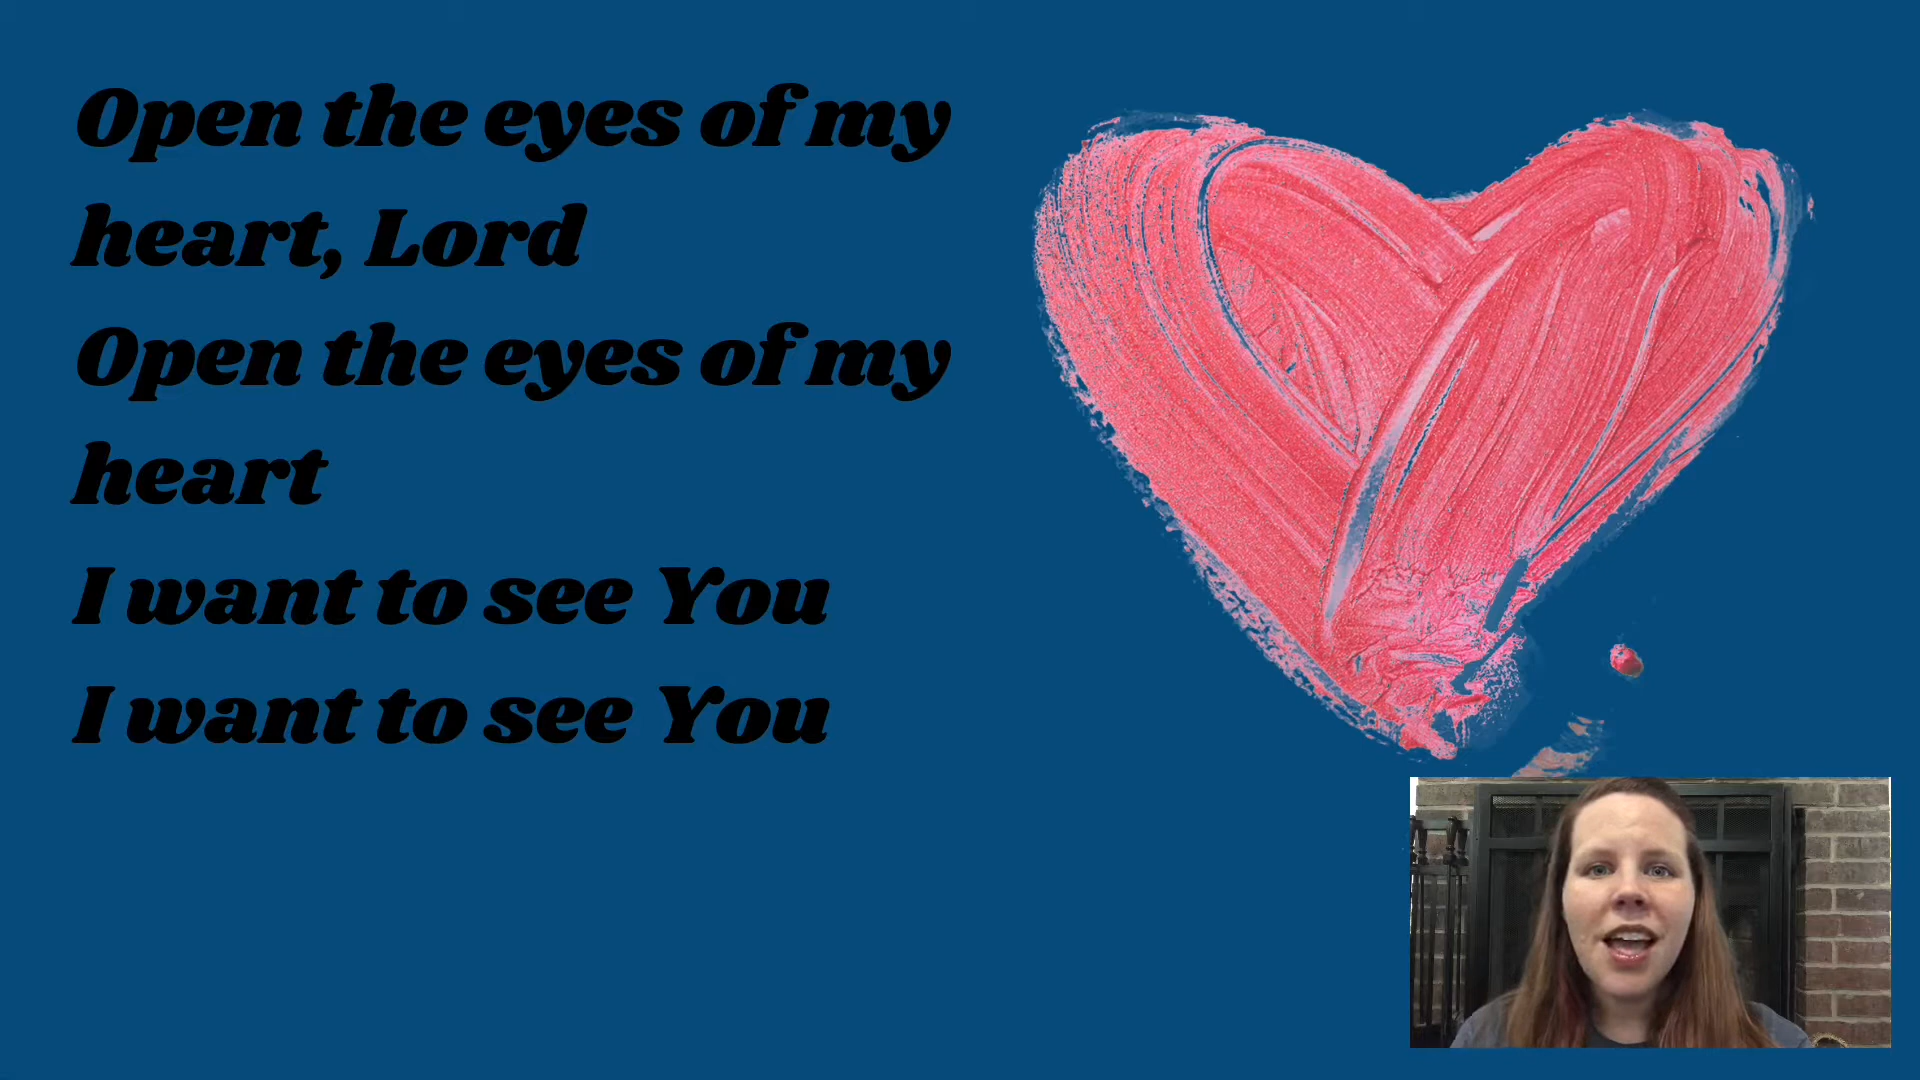 Open the eyes of my
heart, Lord
Open the eyes of my
heart
I want to see You
I want to see You